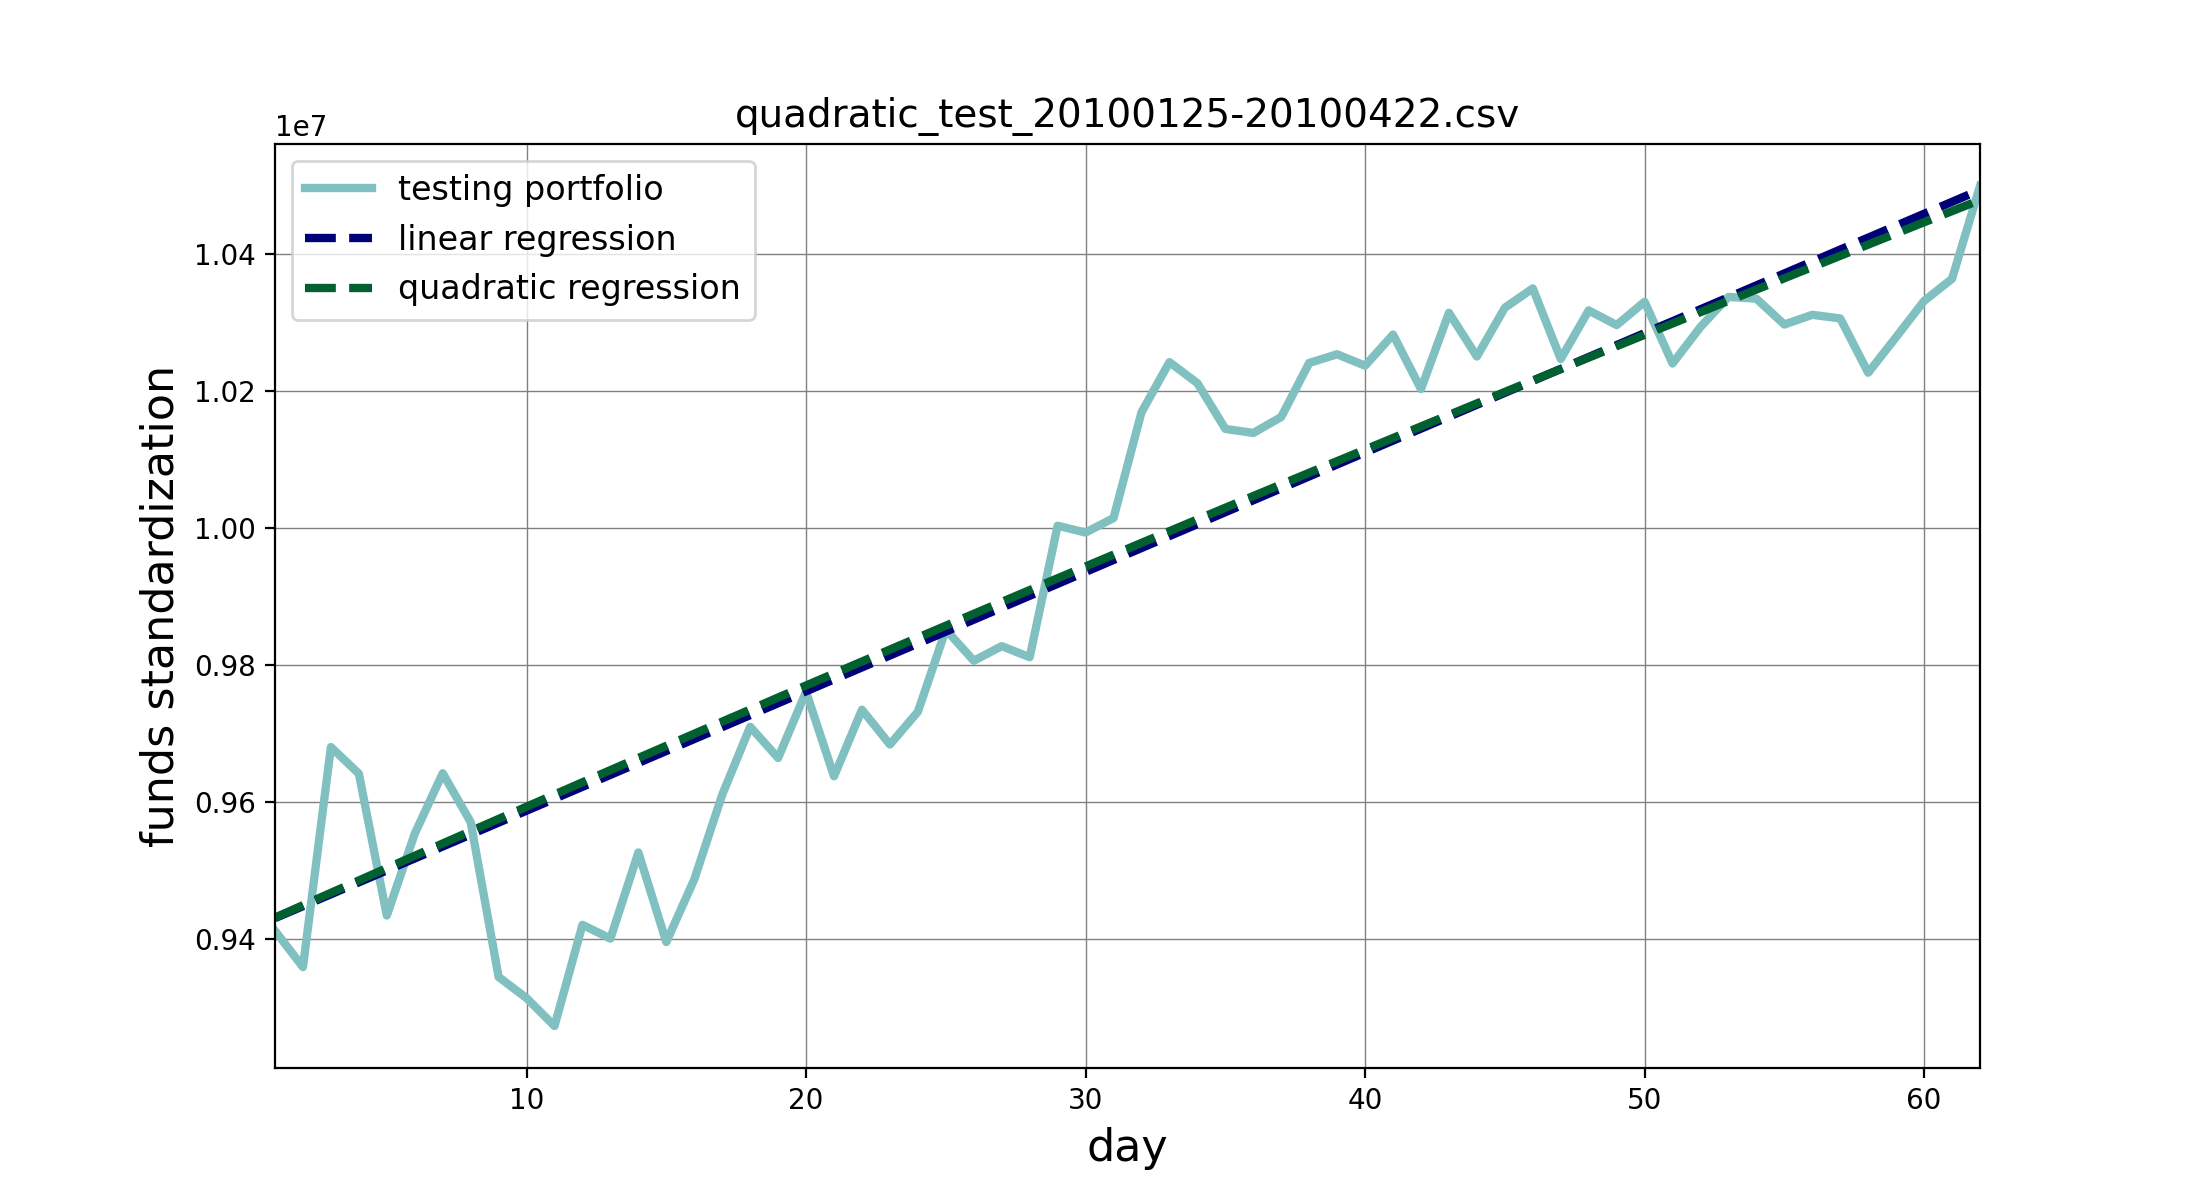 quadratic_test_20100125-20100422.csv
1e7
testing portfolio
linear regression
quadratic regression
1.04
1.02
1.00
0.98
0.96
0.94
funds standardization
10 20 30 40 50 60
day